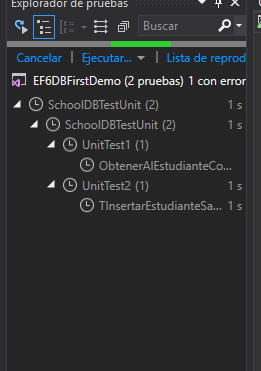 Explorador de pruebas
Buscar
Cancelar | Ejecutar... | Lista de reprod
EF6DBFirstDemo (2 pruebas) 1 con error
SchoolDBTestUnit (2) 1 s
SchoolDBTestUnit (2) 1 s
UnitTest1 (1) 1 s
ObtenerAlEstudianteCo... 1 s
UnitTest2 (1) 1 s
TInsertarEstudianteSa... 1 s